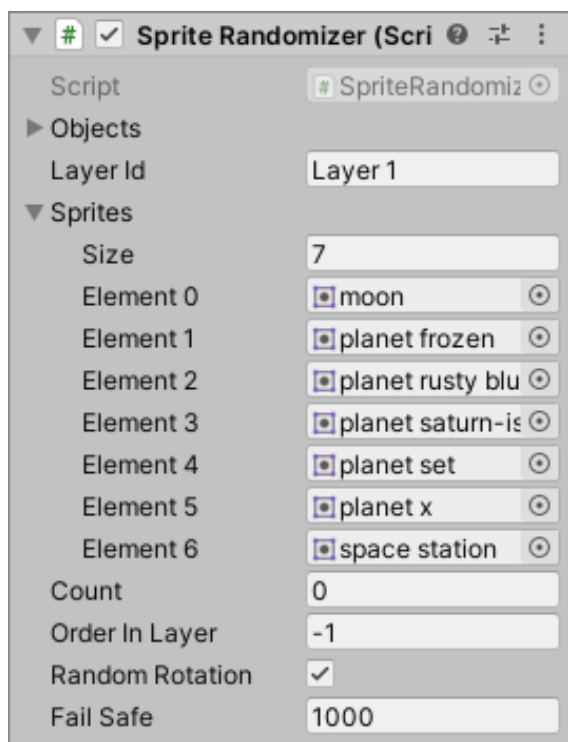 # Sprite Randomizer (Scri
Script # SpriteRandomiz
Objects
Layer Id Layer 1
Sprites
Size 7
Element 0 moon
Element 1 planet frozen
Element 2 planet rusty blu
Element 3 planet saturn-is
Element 4 planet set
Element 5 planet x
Element 6 space station
Count 0
Order In Layer -1
Random Rotation
Fail Safe 1000